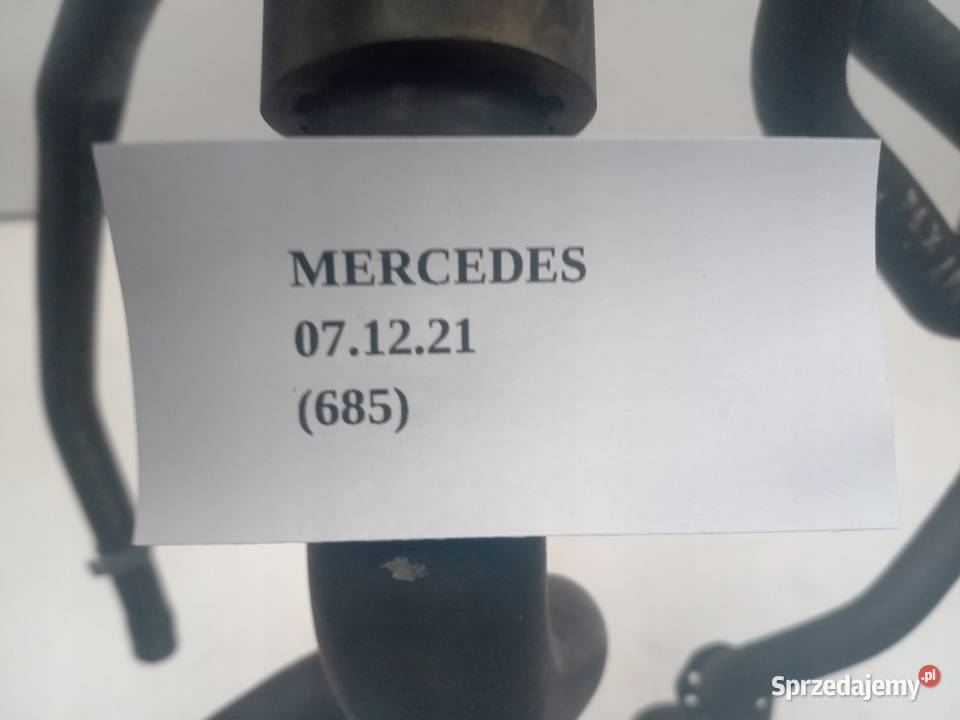 MERCEDES
07.12.21
(685)
Sprzedajemy.pl